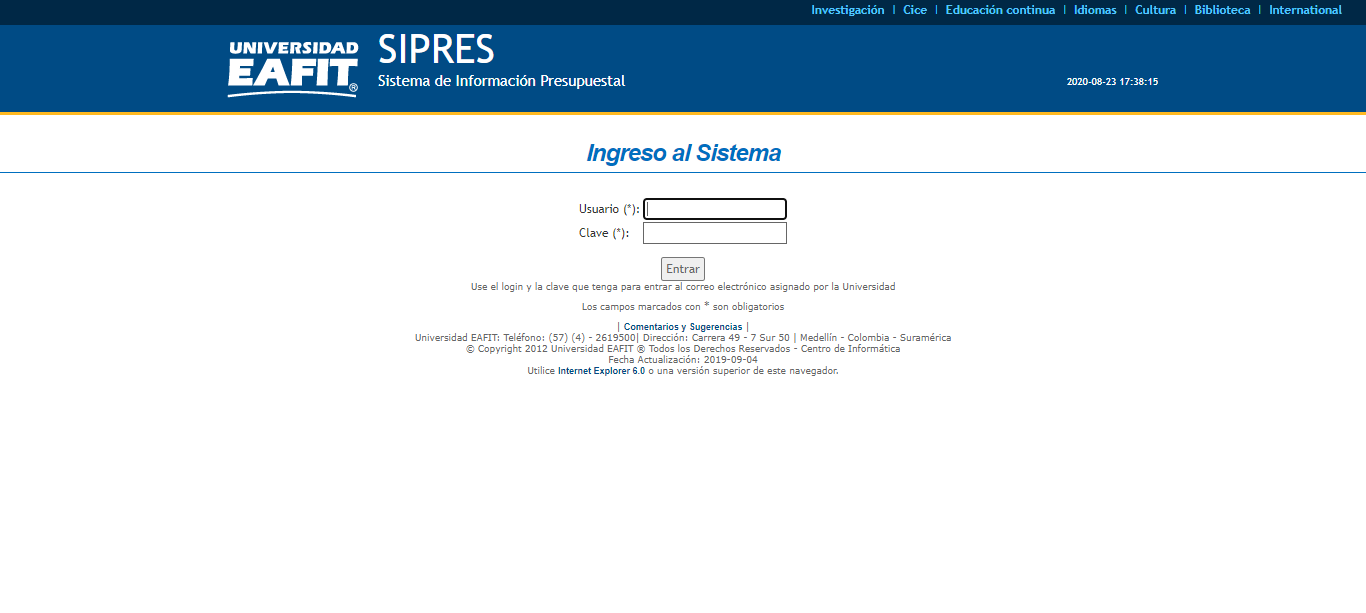 Investigación | Cice | Educación continua | Idiomas | Cultura | Biblioteca | International
UNIVERSIDAD
EAFIT®
SIPRES
Sistema de Información Presupuestal
2020-08-23 17:38:15
Ingreso al Sistema
Usuario (*):
Clave (*):
Entrar
Use el login y la clave que tenga para entrar al correo electrónico asignado por la Universidad
Los campos marcados con * son obligatorios
| Comentarios y Sugerencias |
Universidad EAFIT: Teléfono: (57) (4) - 2619500| Dirección: Carrera 49 - 7 Sur 50 | Medellín - Colombia - Suramérica
© Copyright 2012 Universidad EAFIT ® Todos los Derechos Reservados - Centro de Informática
Fecha Actualización: 2019-09-04
Utilice Internet Explorer 6.0 o una versión superior de este navegador.